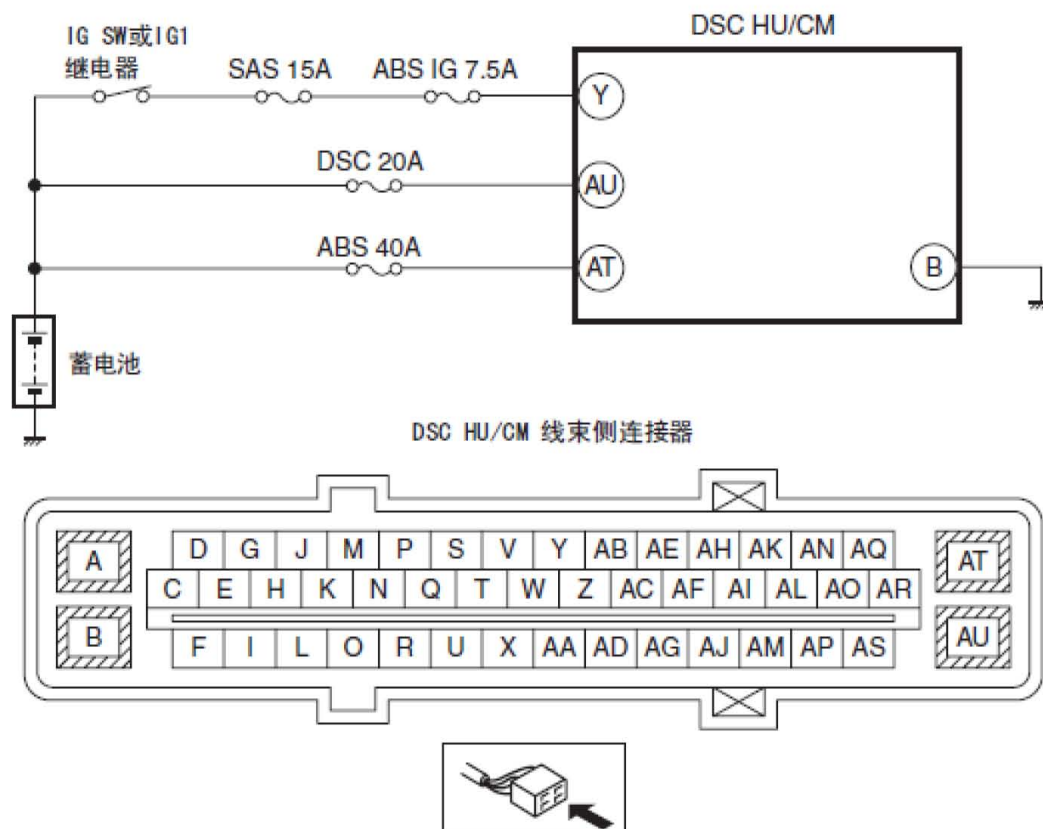 IG SW或IG1
继电器
SAS 15A
ABS IG 7.5A
DSC HU/CM
Y
DSC 20A
AU
ABS 40A
AT
B
蓄电池
DSC HU/CM 线束侧连接器
A
D G J M P S V Y AB AE AH AK AN AQ
AT
C E H K N Q T W Z AC AF AI AL AO AR
B
F I L O R U X AA AD AG AJ AM AP AS
AU